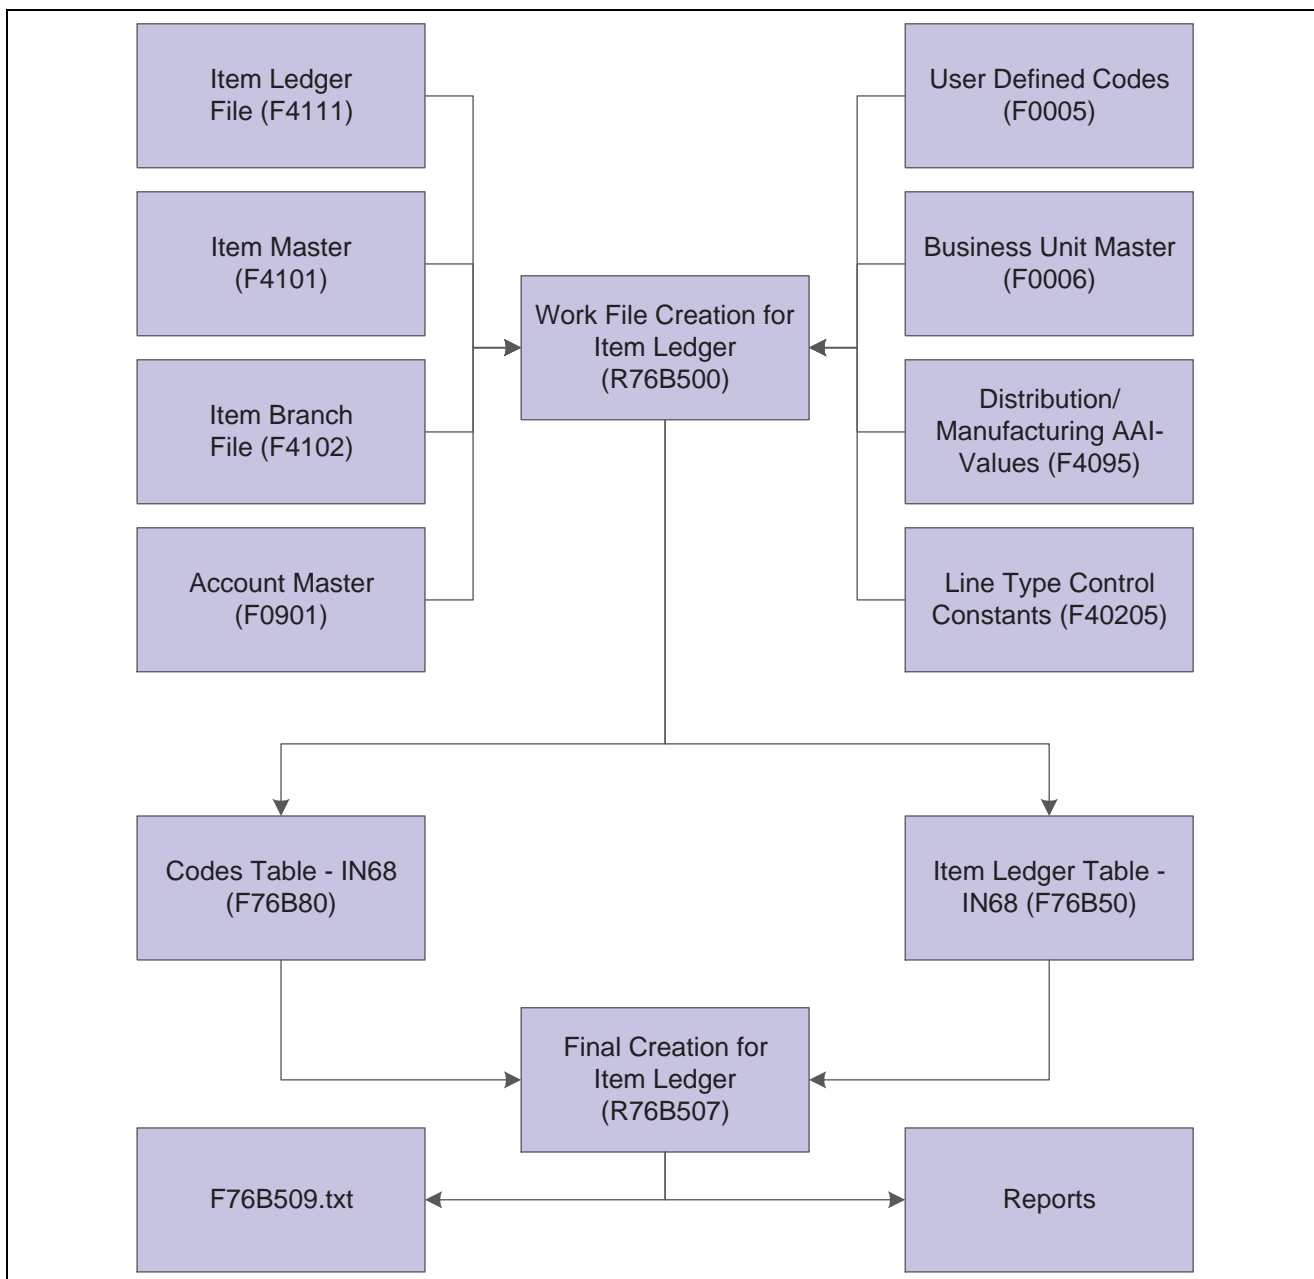 Item Ledger
File (F4111)
User Defined Codes
(F0005)
Item Master
(F4101)
Business Unit Master
(F0006)
Work File Creation for
Item Ledger
(R76B500)
Item Branch
File (F4102)
Distribution/
Manufacturing AAI-
Values (F4095)
Account Master
(F0901)
Line Type Control
Constants (F40205)
Codes Table - IN68
(F76B80)
Item Ledger Table -
IN68 (F76B50)
Final Creation for
Item Ledger
(R76B507)
F76B509.txt
Reports